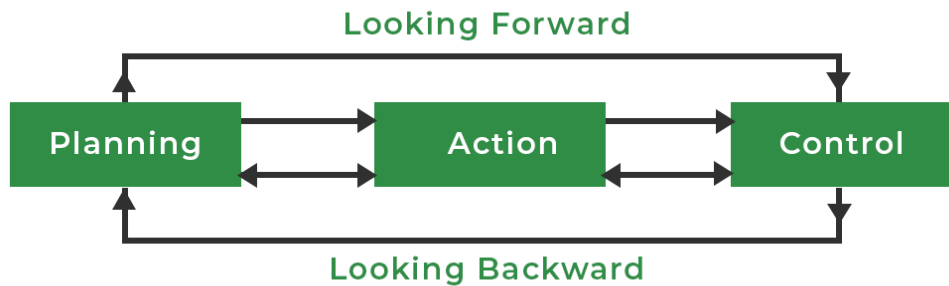 Looking Forward
Planning
Action
Control
Looking Backward